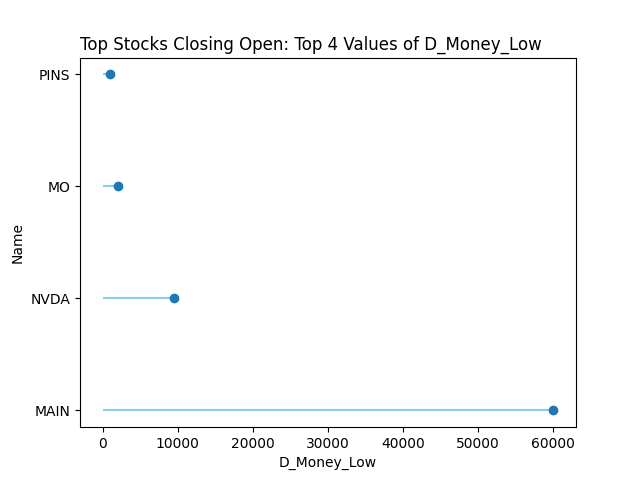 Top Stocks Closing Open: Top 4 Values of D_Money_Low
PINS
MO
NVDA
MAIN
Name
0 10000 20000 30000 40000 50000 60000
D_Money_Low